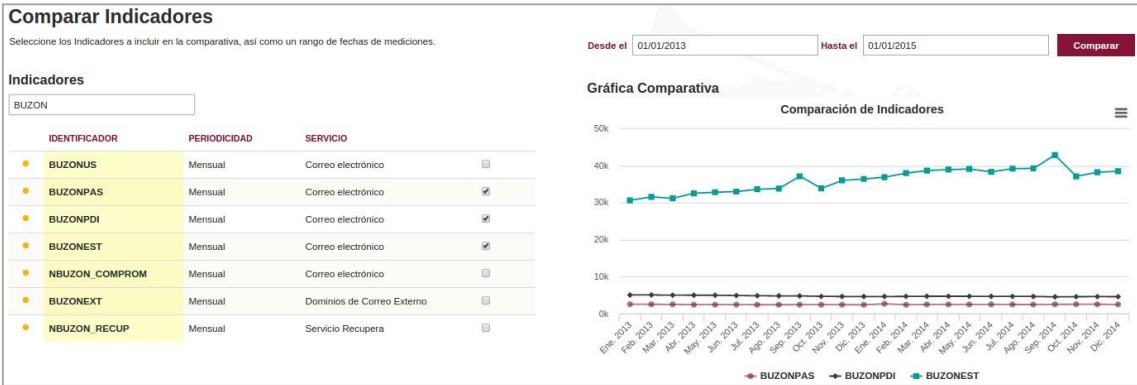 Comparar Indicadores
Seleccione los Indicadores a incluir en la comparativa, así como un rango de fechas de mediciones.
Indicadores
BUZON
IDENTIFICADOR PERIODICIDAD SERVICIO
BUZONUS Mensual Correo electrónico
BUZONPAS Mensual Correo electrónico
BUZONPDI Mensual Correo electrónico
BUZONEST Mensual Correo electrónico
NBUZON_COMPROM Mensual Correo electrónico
BUZONEXT Mensual Dominios de Correo Externo
NBUZON_RECUP Mensual Servicio Recupera
Desde el 01/01/2013 Hasta el 01/01/2015 Comparar
Gráfica Comparativa
Comparación de Indicadores
50k
40k
30k
20k
10k
0k
Ene. 2013 Feb. 2013 Mar. 2013 Abr. 2013 May. 2013 Jun. 2013 Jul. 2013 Ago. 2013 Sep. 2013 Oct. 2013 Nov. 2013 Dic. 2013 Ene. 2014 Feb. 2014 Mar. 2014 Abr. 2014 May. 2014 Jun. 2014 Jul. 2014 Ago. 2014 Sep. 2014 Oct. 2014 Nov. 2014 Dic. 2014
BUZONPAS BUZONPDI BUZONEST